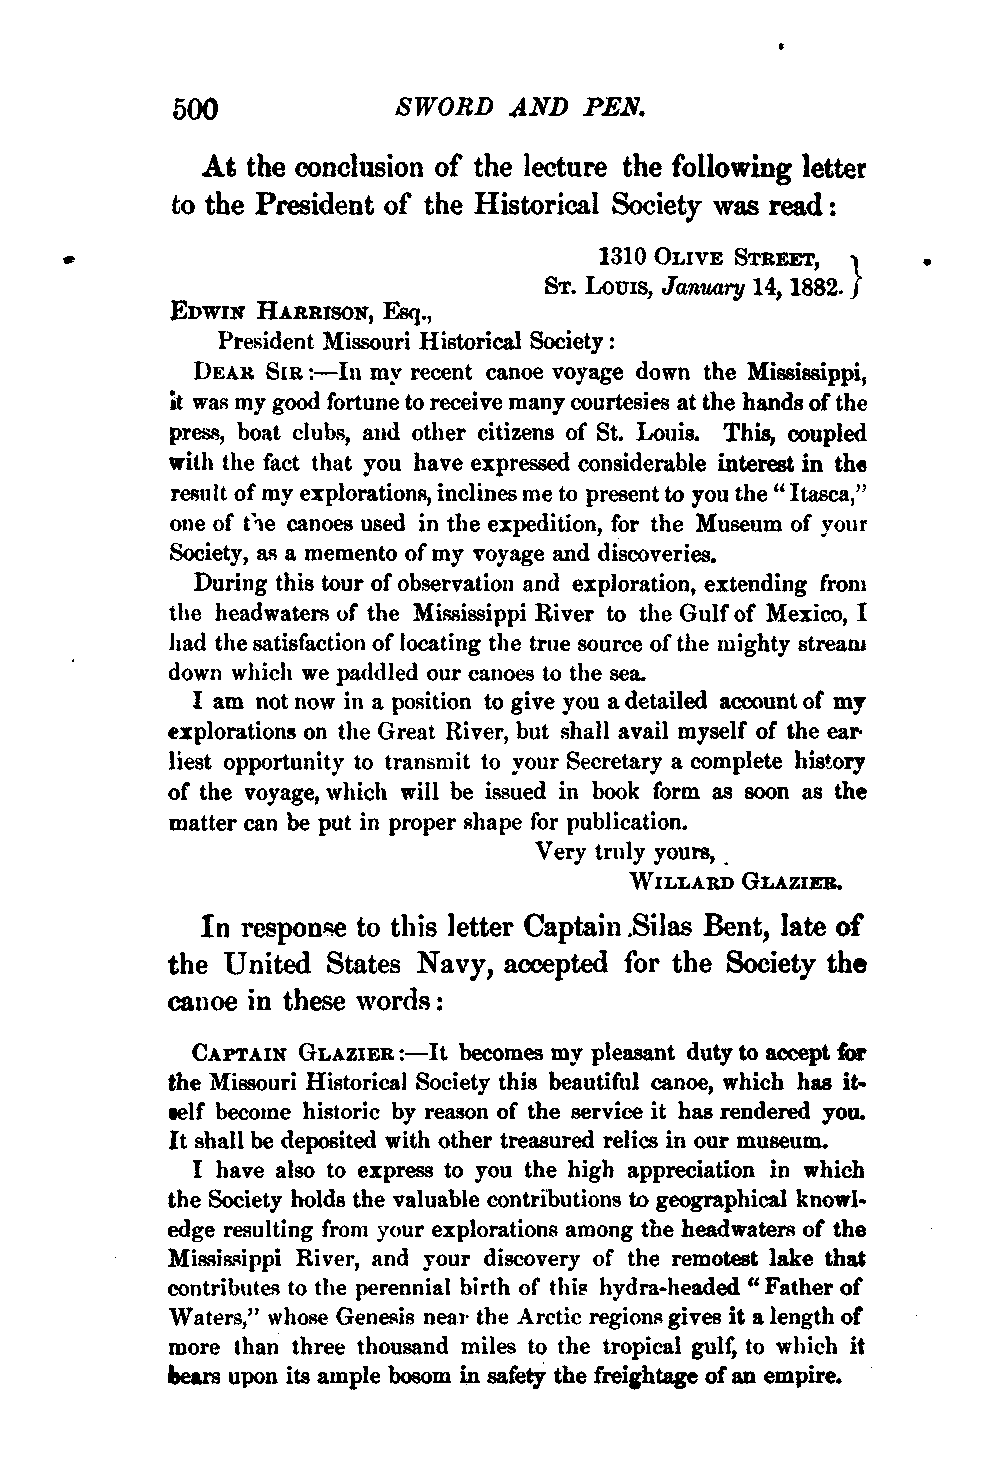 500 SWORD AND PEN.
At the conclusion of the lecture the following letter
to the President of the Historical Society was read:
1310 OLIVE STREET,
ST. LOUIS, January 14, 1882.}
EDWIN HARRISON, Esq.,
President Missouri Historical Society:
DEAR SIR:—In my recent canoe voyage down the Mississippi,
it was my good fortune to receive many courtesies at the hands of the
press, boat clubs, and other citizens of St. Louis. This, coupled
with the fact that you have expressed considerable interest in the
result of my explorations, inclines me to present to you the “Itasca,”
one of the canoes used in the expedition, for the Museum of your
Society, as a memento of my voyage and discoveries.
During this tour of observation and exploration, extending from
the headwaters of the Mississippi River to the Gulf of Mexico, I
had the satisfaction of locating the true source of the mighty stream
down which we paddled our canoes to the sea.
I am not now in a position to give you a detailed account of my
explorations on the Great River, but shall avail myself of the ear-
liest opportunity to transmit to your Secretary a complete history
of the voyage, which will be issued in book form as soon as the
matter can be put in proper shape for publication.
Very truly yours,
WILLARD GLAZIER.
In response to this letter Captain Silas Bent, late of
the United States Navy, accepted for the Society the
canoe in these words:
CAPTAIN GLAZIER:—It becomes my pleasant duty to accept for
the Missouri Historical Society this beautiful canoe, which has it-
self become historic by reason of the service it has rendered you.
It shall be deposited with other treasured relics in our museum.
I have also to express to you the high appreciation in which
the Society holds the valuable contributions to geographical knowl-
edge resulting from your explorations among the headwaters of the
Mississippi River, and your discovery of the remotest lake that
contributes to the perennial birth of this hydra-headed “Father of
Waters,” whose Genesis near the Arctic regions gives it a length of
more than three thousand miles to the tropical gulf, to which it
bears upon its ample bosom in safety the freightage of an empire.